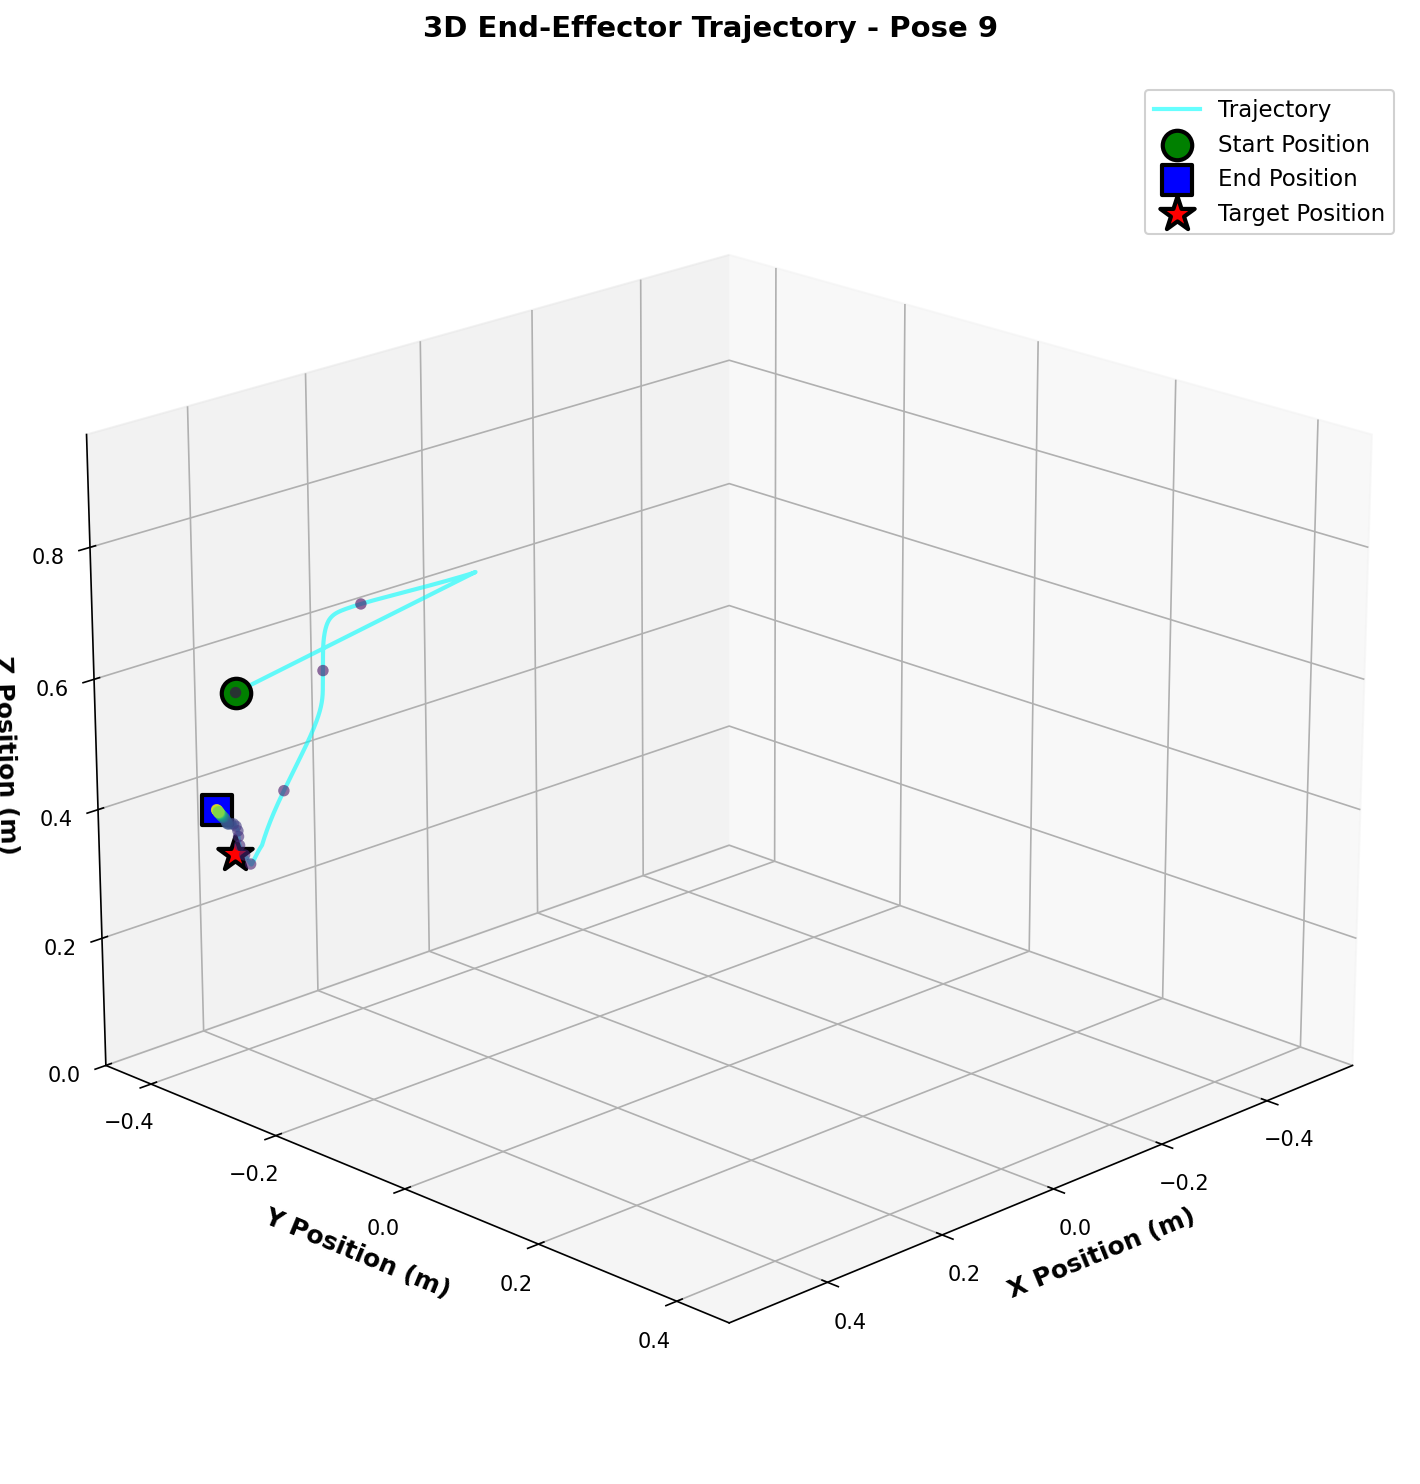 3D End-Effector Trajectory - Pose 9
Trajectory
Start Position
End Position
Target Position
0.8
0.6
0.4
0.2
0.0
Z Position (m)
−0.4
−0.2
0.0
0.2
0.4
Y Position (m)
−0.4
−0.2
0.0
0.2
0.4
X Position (m)